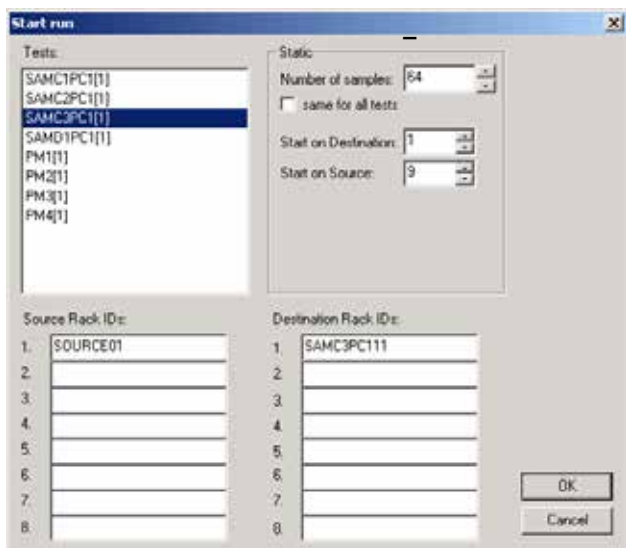 Start run
Tests:
SAMC1PC1[1]
SAMC2PC1[1]
SAMC3PC1[1]
SAMD1PC1[1]
PM1[1]
PM2[1]
PM3[1]
PM4[1]
Static
Number of samples: 64
same for all tests
Start on Destination: 1
Start on Source: 9
Source Rack IDs:
1. SOURCE01
2.
3.
4.
5.
6.
7.
8.
Destination Rack IDs:
1. SAMC3PC111
2.
3.
4.
5.
6.
7.
8.
OK
Cancel